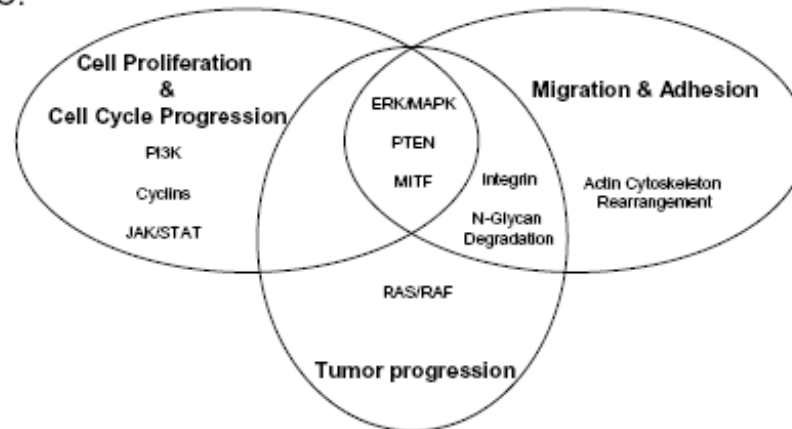 Cell Proliferation
&
Cell Cycle Progression
PI3K
Cyclins
JAK/STAT
ERK/MAPK
PTEN
MITF
Integrin
N-Glycan
Degradation
Migration & Adhesion
Actin Cytoskeleton
Rearrangement
RAS/RAF
Tumor progression